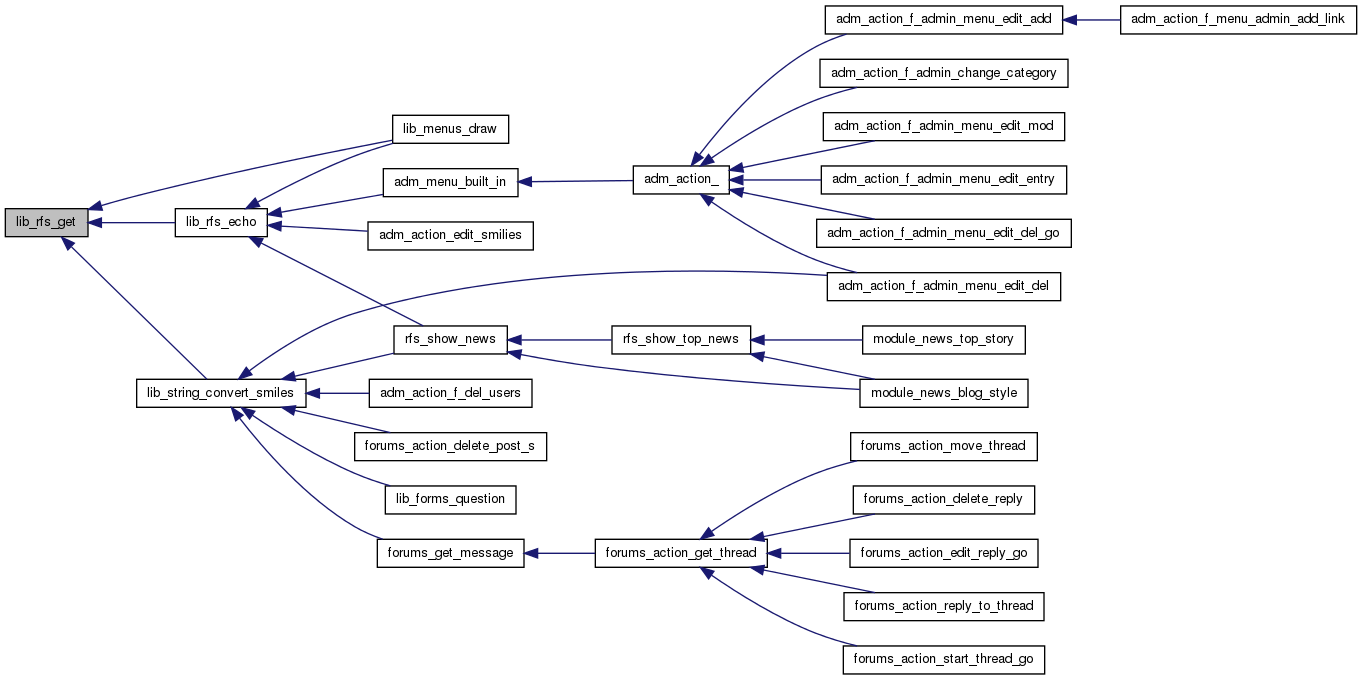 adm_action_f_admin_menu_edit_add
adm_action_f_menu_admin_add_link
adm_action_f_admin_change_category
lib_menus_draw
adm_action_f_admin_menu_edit_mod
adm_menu_built_in
adm_action_
adm_action_f_admin_menu_edit_entry
lib_rfs_get
lib_rfs_echo
adm_action_edit_smilies
adm_action_f_admin_menu_edit_del_go
adm_action_f_admin_menu_edit_del
rfs_show_news
rfs_show_top_news
module_news_top_story
lib_string_convert_smiles
adm_action_f_del_users
module_news_blog_style
forums_action_delete_post_s
forums_action_move_thread
lib_forms_question
forums_action_delete_reply
forums_get_message
forums_action_get_thread
forums_action_edit_reply_go
forums_action_reply_to_thread
forums_action_start_thread_go